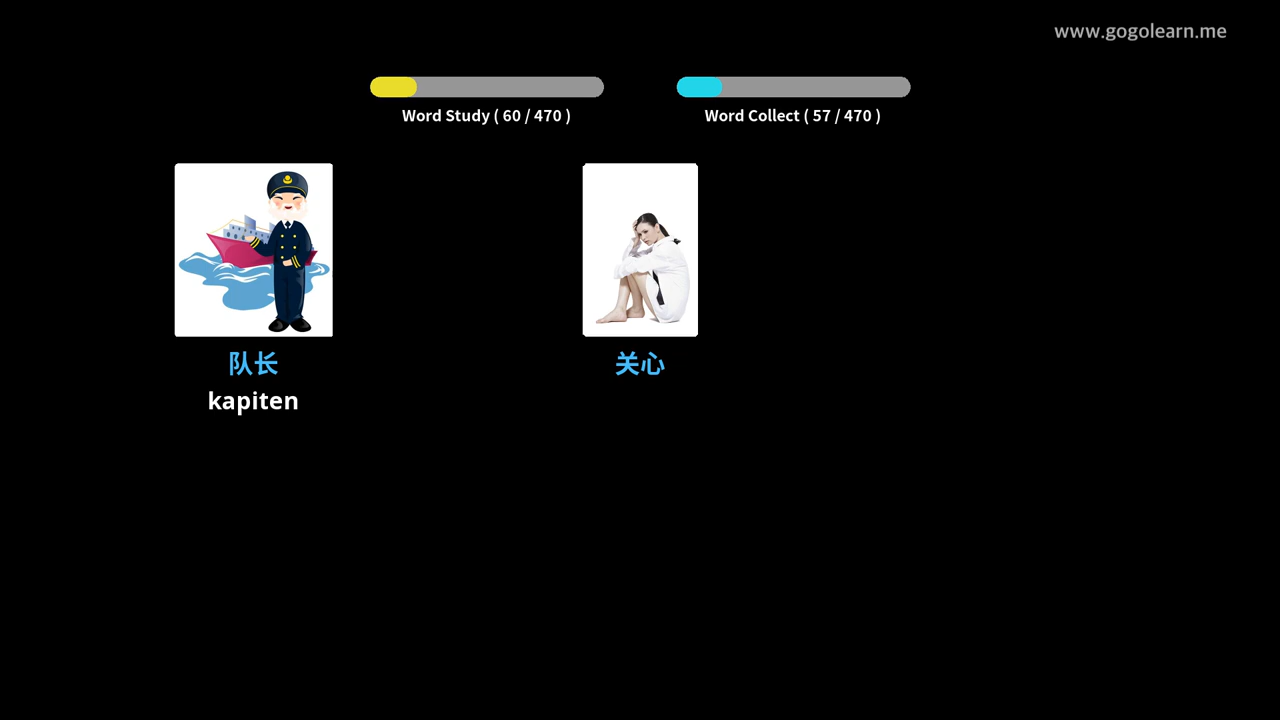 www.gogolearn.me
Word Study ( 60 / 470 )
Word Collect ( 57 / 470 )
队长
kapiten
关心